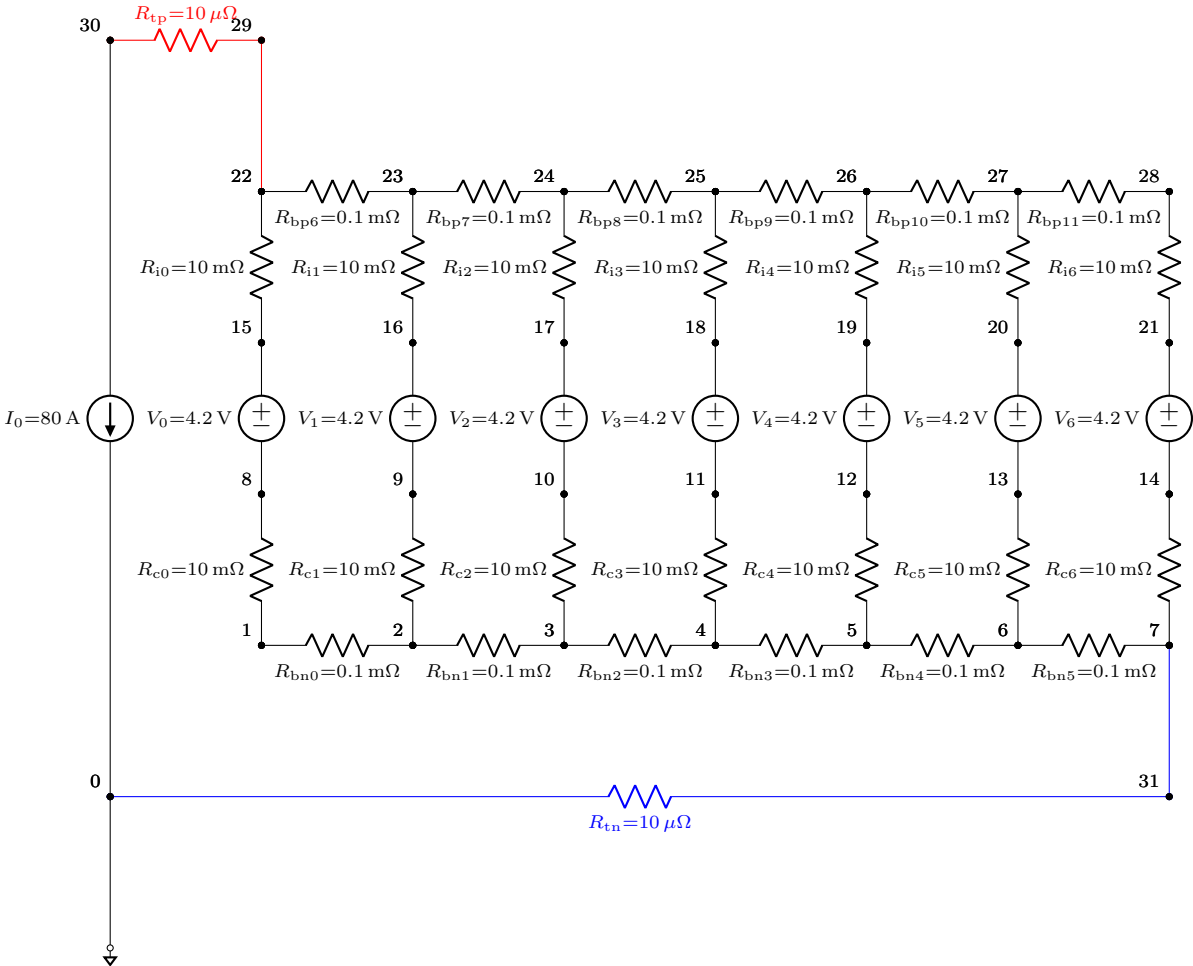 R_tp=10 μΩ
30 29
22 23 24 25 26 27 28
R_bp6=0.1 mΩ R_bp7=0.1 mΩ R_bp8=0.1 mΩ R_bp9=0.1 mΩ R_bp10=0.1 mΩ R_bp11=0.1 mΩ
R_i0=10 mΩ R_i1=10 mΩ R_i2=10 mΩ R_i3=10 mΩ R_i4=10 mΩ R_i5=10 mΩ R_i6=10 mΩ
15 16 17 18 19 20 21
I_0=80 A V_0=4.2 V V_1=4.2 V V_2=4.2 V V_3=4.2 V V_4=4.2 V V_5=4.2 V V_6=4.2 V
8 9 10 11 12 13 14
R_c0=10 mΩ R_c1=10 mΩ R_c2=10 mΩ R_c3=10 mΩ R_c4=10 mΩ R_c5=10 mΩ R_c6=10 mΩ
1 2 3 4 5 6 7
R_bn0=0.1 mΩ R_bn1=0.1 mΩ R_bn2=0.1 mΩ R_bn3=0.1 mΩ R_bn4=0.1 mΩ R_bn5=0.1 mΩ
0 31
R_tn=10 μΩ